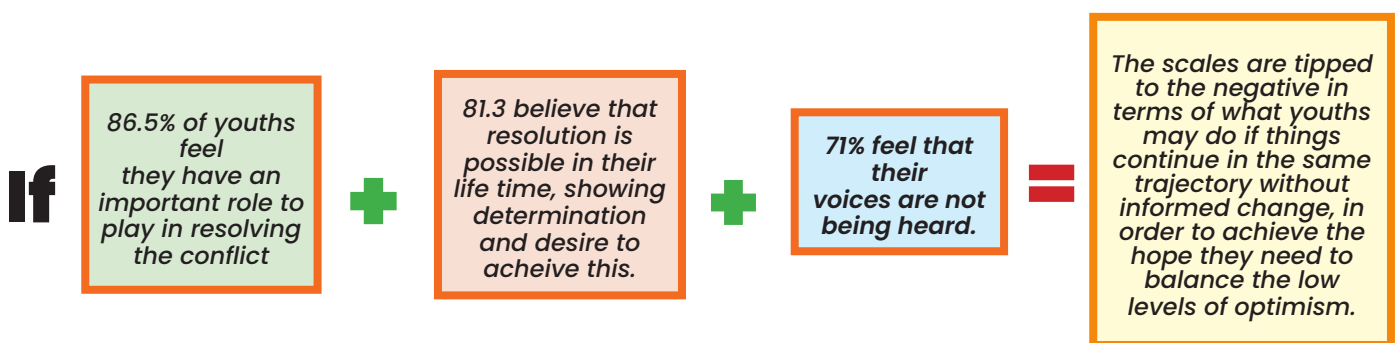 If
86.5% of youths
feel
they have an
important role to
play in resolving
the conflict
81.3 believe that
resolution is
possible in their
life time, showing
determination
and desire to
acheive this.
71% feel that
their
voices are not
being heard.
The scales are tipped
to the negative in
terms of what youths
may do if things
continue in the same
trajectory without
informed change, in
order to achieve the
hope they need to
balance the low
levels of optimism.